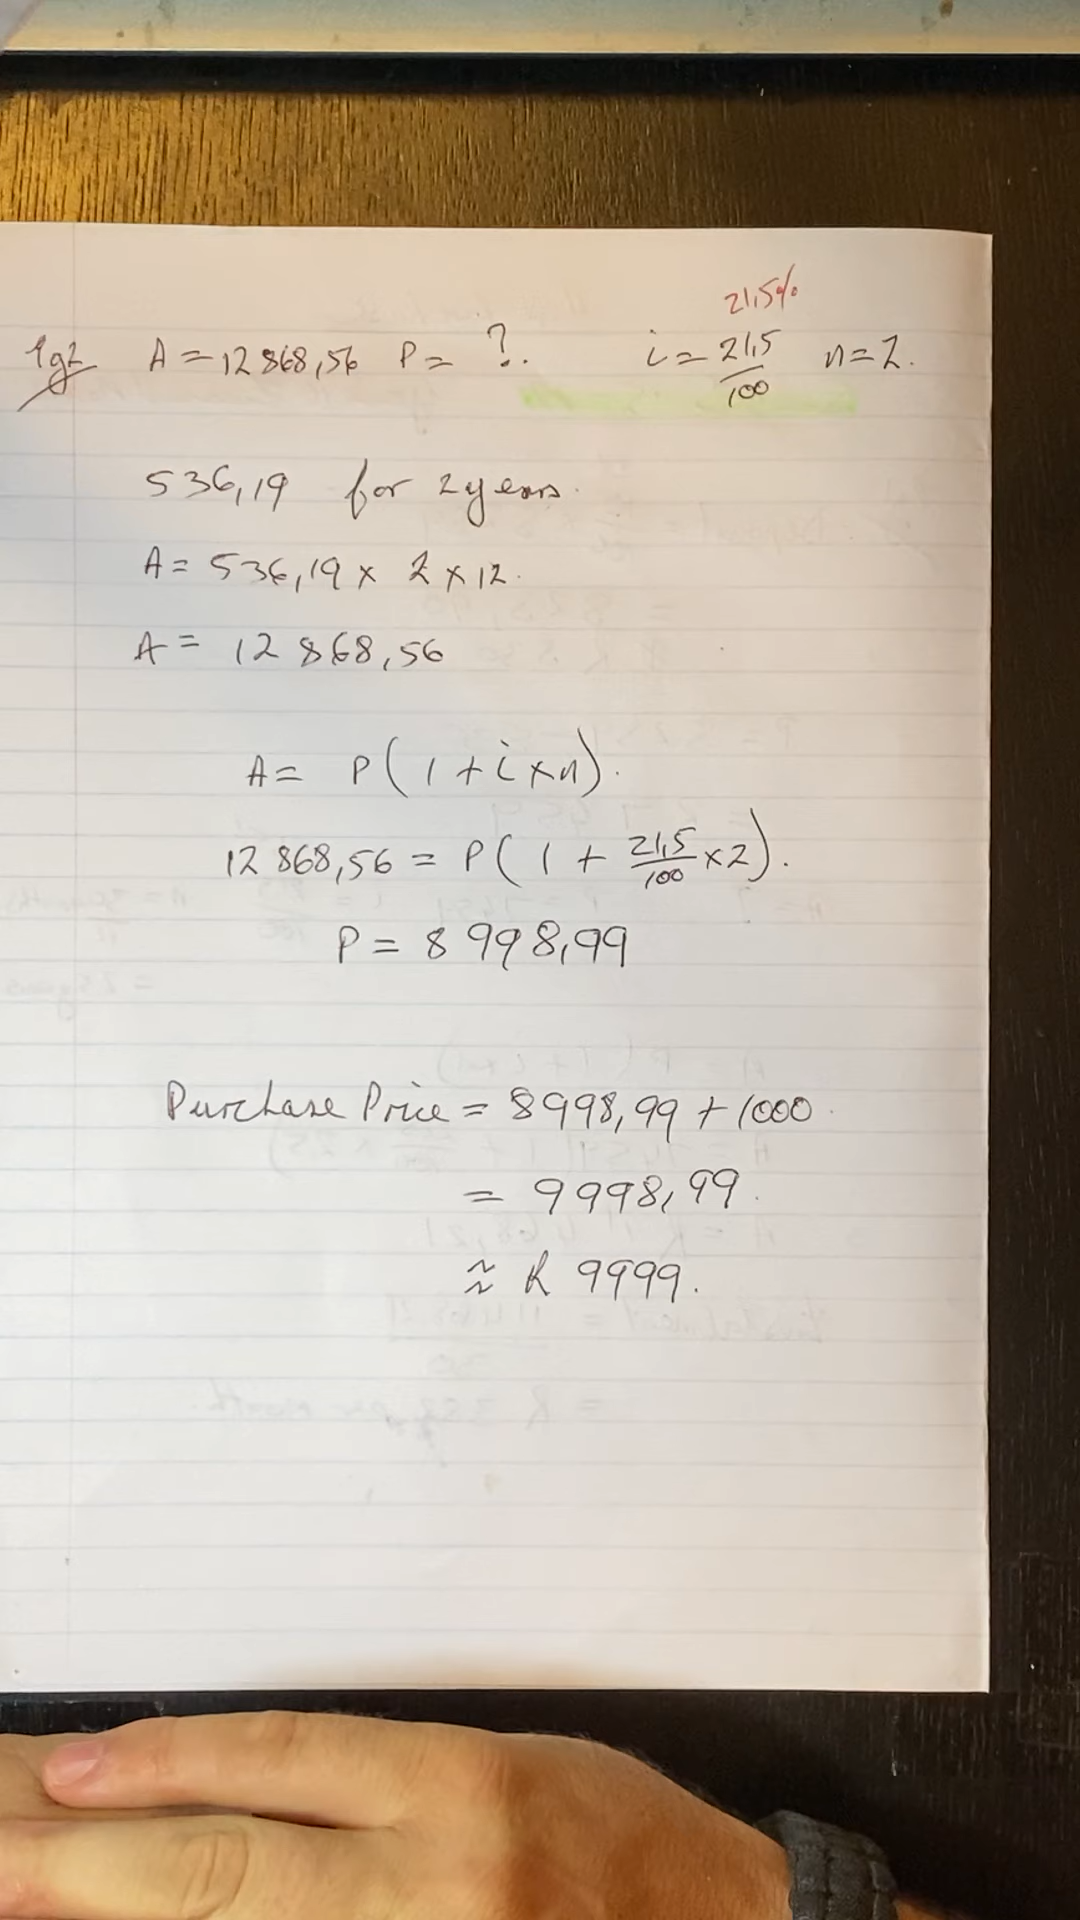 21,5%
1g2 A = 12 868,56 P = ?. i = 21,5/100 n = 2.
536,19 for 2 years.
A = 536,19 × 2 × 12.
A = 12 868,56
A = P(1 + i × n).
12 868,56 = P(1 + 21,5/100 × 2).
P = 8 998,99
Purchase Price = 8998,99 + 1000.
= 9998,99.
≈ R 9999.